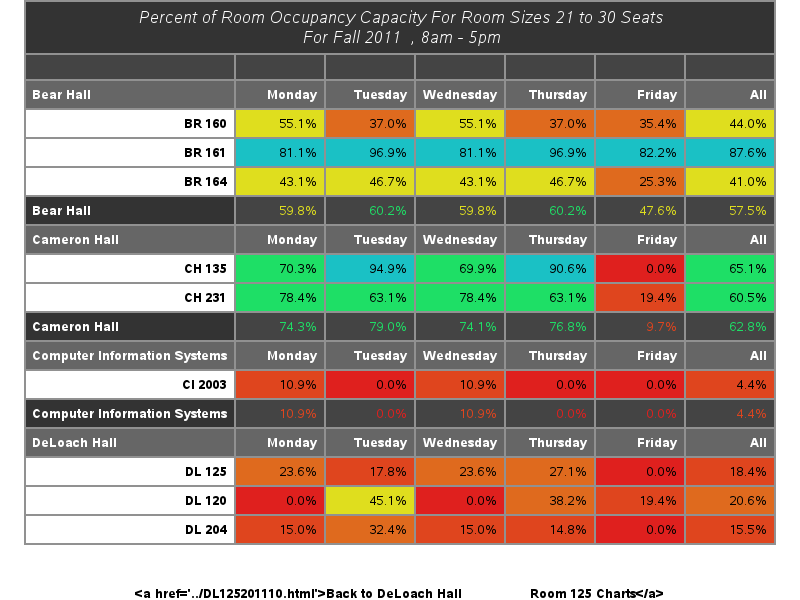 Percent of Room Occupancy Capacity For Room Sizes 21 to 30 Seats
For Fall 2011 , 8am - 5pm
Bear Hall Monday Tuesday Wednesday Thursday Friday All
BR 160 55.1% 37.0% 55.1% 37.0% 35.4% 44.0%
BR 161 81.1% 96.9% 81.1% 96.9% 82.2% 87.6%
BR 164 43.1% 46.7% 43.1% 46.7% 25.3% 41.0%
Bear Hall 59.8% 60.2% 59.8% 60.2% 47.6% 57.5%
Cameron Hall Monday Tuesday Wednesday Thursday Friday All
CH 135 70.3% 94.9% 69.9% 90.6% 0.0% 65.1%
CH 231 78.4% 63.1% 78.4% 63.1% 19.4% 60.5%
Cameron Hall 74.3% 79.0% 74.1% 76.8% 9.7% 62.8%
Computer Information Systems Monday Tuesday Wednesday Thursday Friday All
CI 2003 10.9% 0.0% 10.9% 0.0% 0.0% 4.4%
Computer Information Systems 10.9% 0.0% 10.9% 0.0% 0.0% 4.4%
DeLoach Hall Monday Tuesday Wednesday Thursday Friday All
DL 125 23.6% 17.8% 23.6% 27.1% 0.0% 18.4%
DL 120 0.0% 45.1% 0.0% 38.2% 19.4% 20.6%
DL 204 15.0% 32.4% 15.0% 14.8% 0.0% 15.5%
<a href='../DL125201110.html'>Back to DeLoach Hall Room 125 Charts</a>